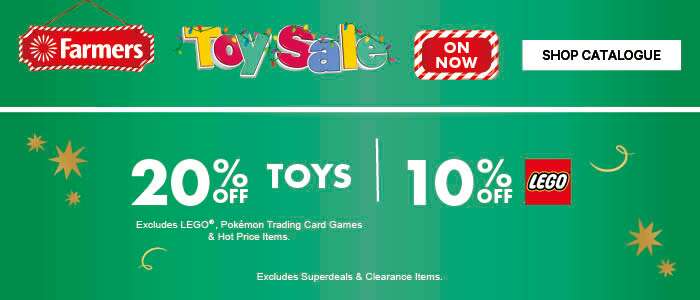 Farmers
Toy Sale
ON
NOW
SHOP CATALOGUE
20% OFF TOYS
10% OFF LEGO
Excludes LEGO®, Pokémon Trading Card Games
& Hot Price Items.
Excludes Superdeals & Clearance Items.